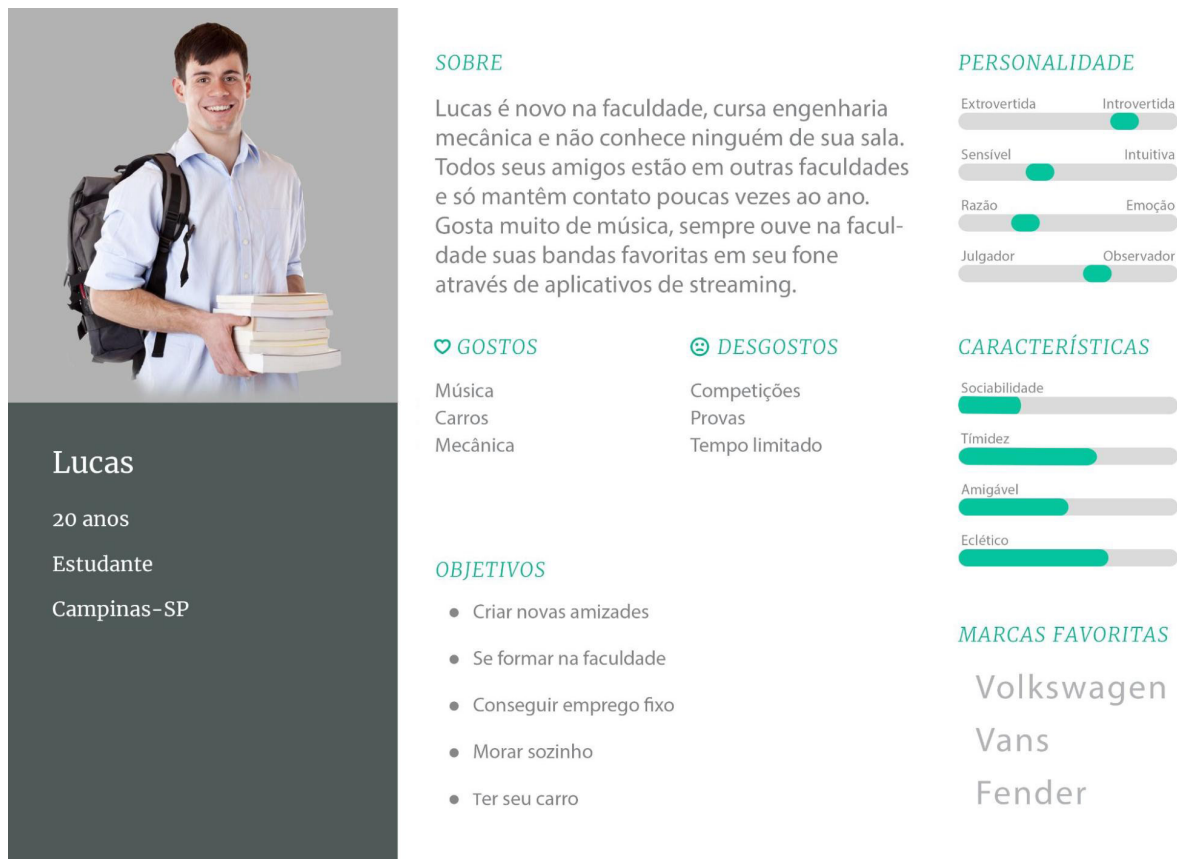 Lucas
20 anos
Estudante
Campinas-SP
SOBRE
Lucas é novo na faculdade, cursa engenharia
mecânica e não conhece ninguém de sua sala.
Todos seus amigos estão em outras faculdades
e só mantêm contato poucas vezes ao ano.
Gosta muito de música, sempre ouve na facul-
dade suas bandas favoritas em seu fone
através de aplicativos de streaming.
GOSTOS
Música
Carros
Mecânica
DESGOSTOS
Competições
Provas
Tempo limitado
OBJETIVOS
Criar novas amizades
Se formar na faculdade
Conseguir emprego fixo
Morar sozinho
Ter seu carro
PERSONALIDADE
Extrovertida Introvertida
Sensível Intuitiva
Razão Emoção
Julgador Observador
CARACTERÍSTICAS
Sociabilidade
Tímidez
Amigável
Eclético
MARCAS FAVORITAS
Volkswagen
Vans
Fender